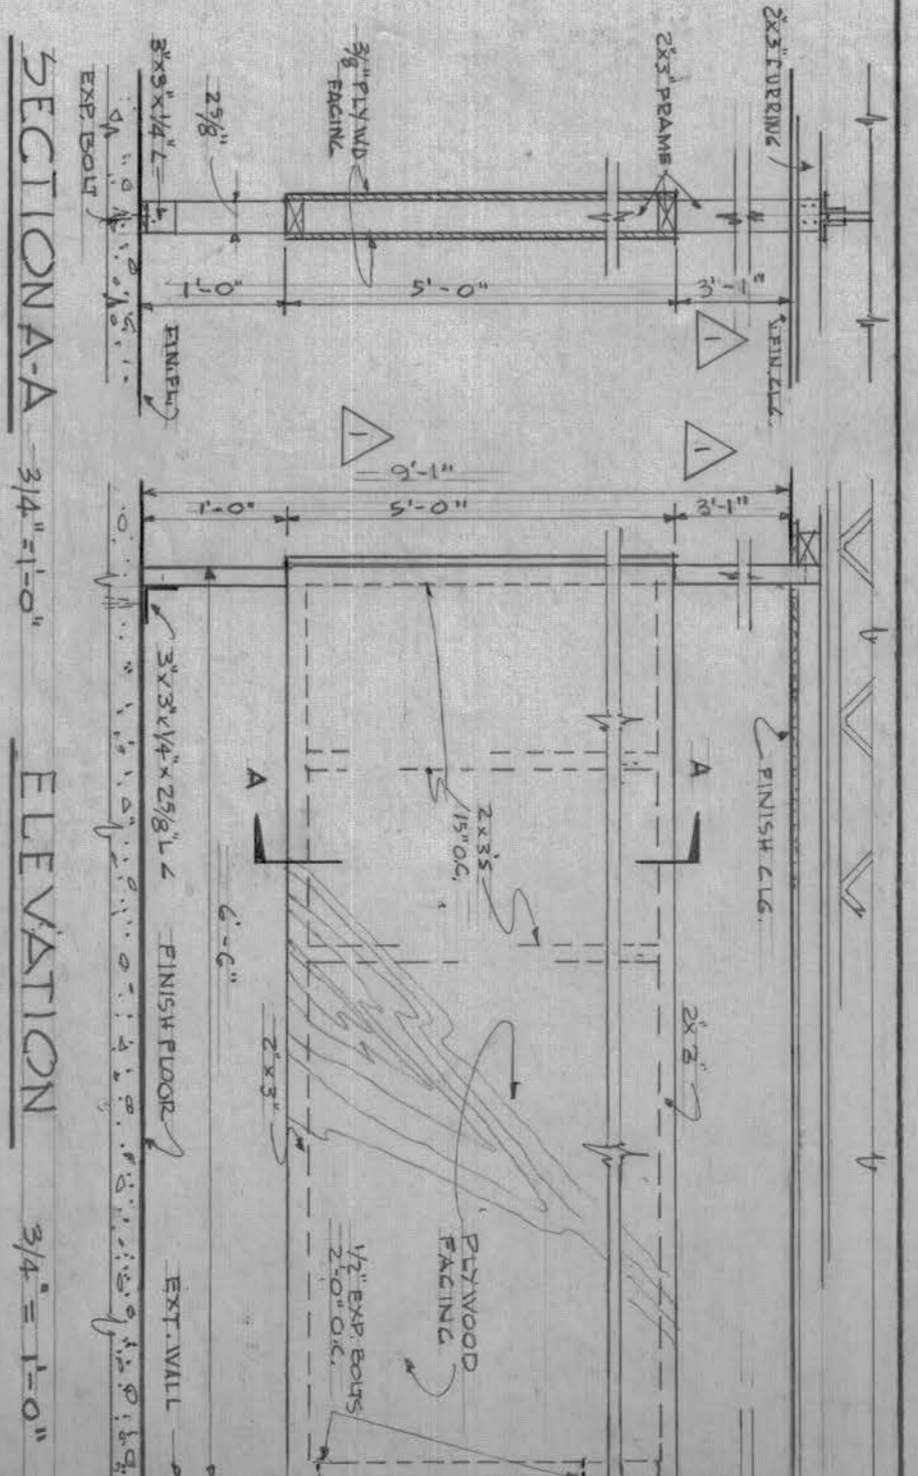 2"x3" FURRING
2"x3" FRAME
3/8" PLYWD
FACING
2 5/8"
3"x3"x1/4" L
EXP. BOLT
FIN. CLG.
3'-1"
5'-0"
1'-0"
FIN. FL.
1
1
1
9'-1"
3'-1"
5'-0"
1'-0"
FINISH CLG.
A
2x3's
15" O.C.
A
2"x3"
2"x3"
PLYWOOD
FACING
1/2" EXP. BOLTS
2'-0" O.C.
6'-6"
3"x3"x1/4"x2 5/8" L
FINISH FLOOR
EXT. WALL
SECTION A-A 3/4"=1'-0"
ELEVATION 3/4" = 1'-0"